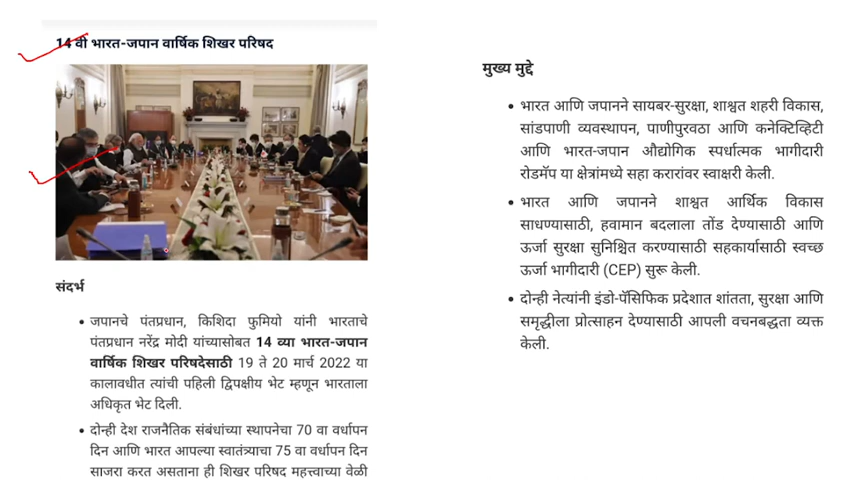 14 वी भारत-जपान वार्षिक शिखर परिषद
संदर्भ
• जपानचे पंतप्रधान, किशिदा फुमियो यांनी भारताचे
पंतप्रधान नरेंद्र मोदी यांच्यासोबत 14 व्या भारत-जपान
वार्षिक शिखर परिषदेसाठी 19 ते 20 मार्च 2022 या
कालावधीत त्यांची पहिली द्विपक्षीय भेट म्हणून भारताला
अधिकृत भेट दिली.
• दोन्ही देश राजनैतिक संबंधांच्या स्थापनेचा 70 वा वर्धापन
दिन आणि भारत आपल्या स्वातंत्र्याचा 75 वा वर्धापन दिन
साजरा करत असताना ही शिखर परिषद महत्त्वाच्या वेळी
मुख्य मुद्दे
• भारत आणि जपानने सायबर-सुरक्षा, शाश्वत शहरी विकास,
सांडपाणी व्यवस्थापन, पाणीपुरवठा आणि कनेक्टिव्हिटी
आणि भारत-जपान औद्योगिक स्पर्धात्मक भागीदारी
रोडमॅप या क्षेत्रांमध्ये सहा करारांवर स्वाक्षरी केली.
• भारत आणि जपानने शाश्वत आर्थिक विकास
साधण्यासाठी, हवामान बदलाला तोंड देण्यासाठी आणि
ऊर्जा सुरक्षा सुनिश्चित करण्यासाठी सहकार्यासाठी स्वच्छ
ऊर्जा भागीदारी (CEP) सुरू केली.
• दोन्ही नेत्यांनी इंडो-पॅसिफिक प्रदेशात शांतता, सुरक्षा आणि
समृद्धीला प्रोत्साहन देण्यासाठी आपली वचनबद्धता व्यक्त
केली.